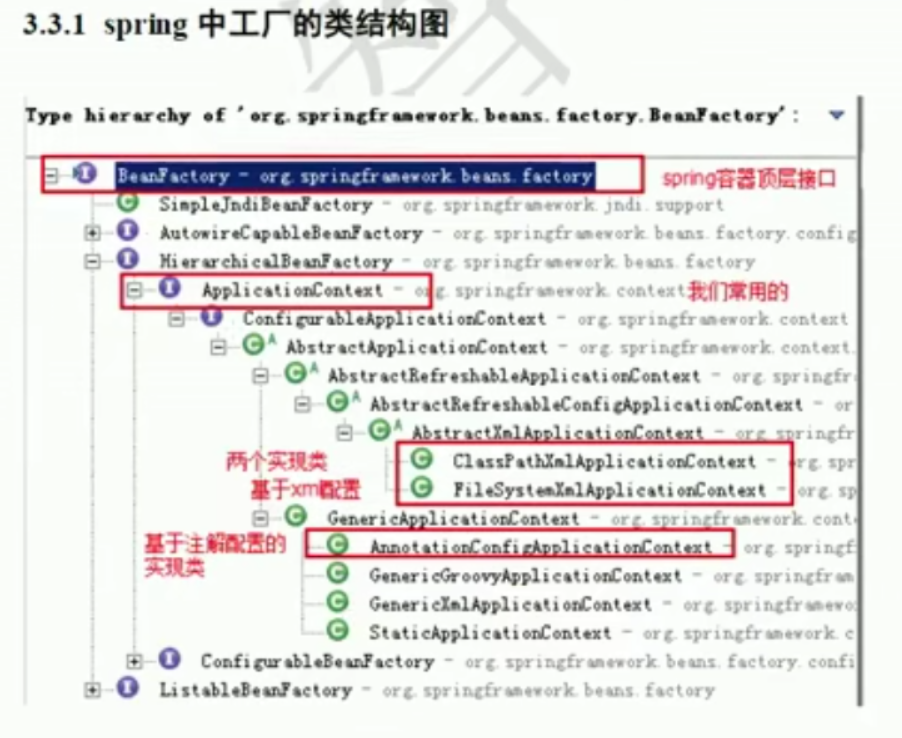 3.3.1 spring 中工厂的类结构图
Type hierarchy of 'org.springframework.beans.factory.BeanFactory':
BeanFactory - org.springframework.beans.factory
spring容器顶层接口
SimpleJndiBeanFactory - org.springframework.jndi.support
AutowireCapableBeanFactory - org.springframework.beans.factory.config
HierarchicalBeanFactory - org.springframework.beans.factory
ApplicationContext - org.springframework.context 我们常用的
ConfigurableApplicationContext - org.springframework.context
AbstractApplicationContext - org.springframework.context.
AbstractRefreshableApplicationContext - org.springfr
AbstractRefreshableConfigApplicationContext - or
AbstractXmlApplicationContext - org.springfr
两个实现类
ClassPathXmlApplicationContext - org.spr
基于xm配置
FileSystemXmlApplicationContext - org.sp
GenericApplicationContext - org.springframework.cont
基于注解配置的
实现类
AnnotationConfigApplicationContext - org.springf
GenericGroovyApplicationContext - org.springfram
GenericXmlApplicationContext - org.springframewo
StaticApplicationContext - org.springframework.c
ConfigurableBeanFactory - org.springframework.beans.factory.confi
ListableBeanFactory - org.springframework.beans.factory